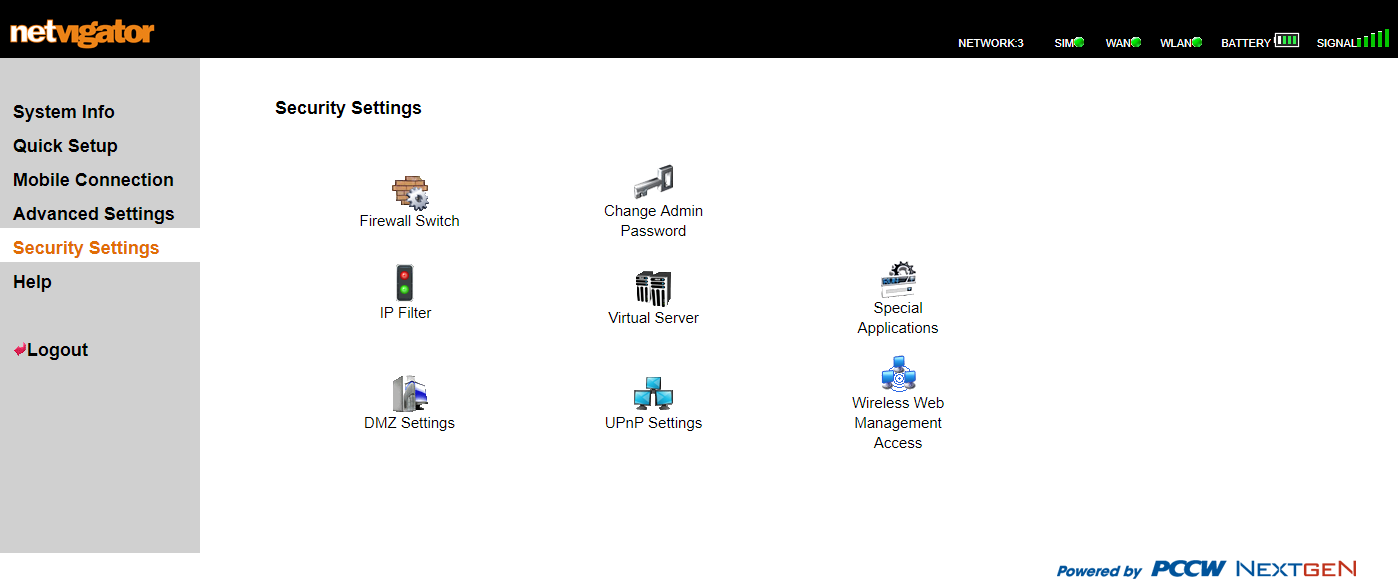 netvigator
NETWORK:3 SIM WAN WLAN BATTERY SIGNAL
System Info
Quick Setup
Mobile Connection
Advanced Settings
Security Settings
Help
Logout
Security Settings
Firewall Switch
Change Admin
Password
IP Filter
Virtual Server
Special
Applications
DMZ Settings
UPnP Settings
Wireless Web
Management
Access
Powered by PCCW NEXTGEN